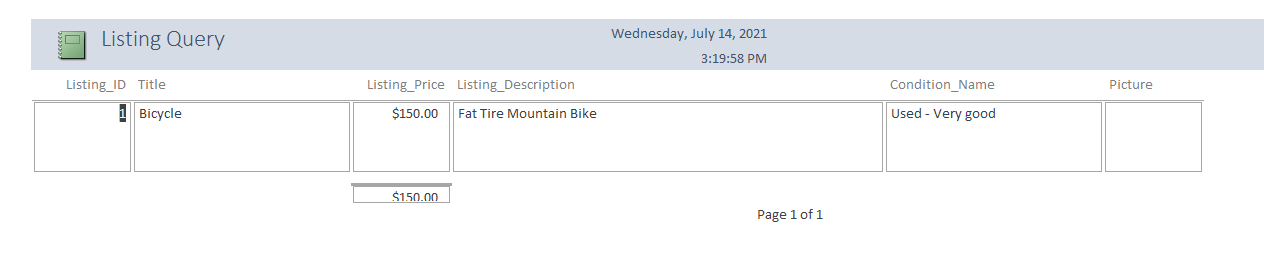 Listing Query
Wednesday, July 14, 2021
3:19:58 PM
Listing_ID Title Listing_Price Listing_Description Condition_Name Picture
1 Bicycle $150.00 Fat Tire Mountain Bike Used - Very good
$150.00
Page 1 of 1